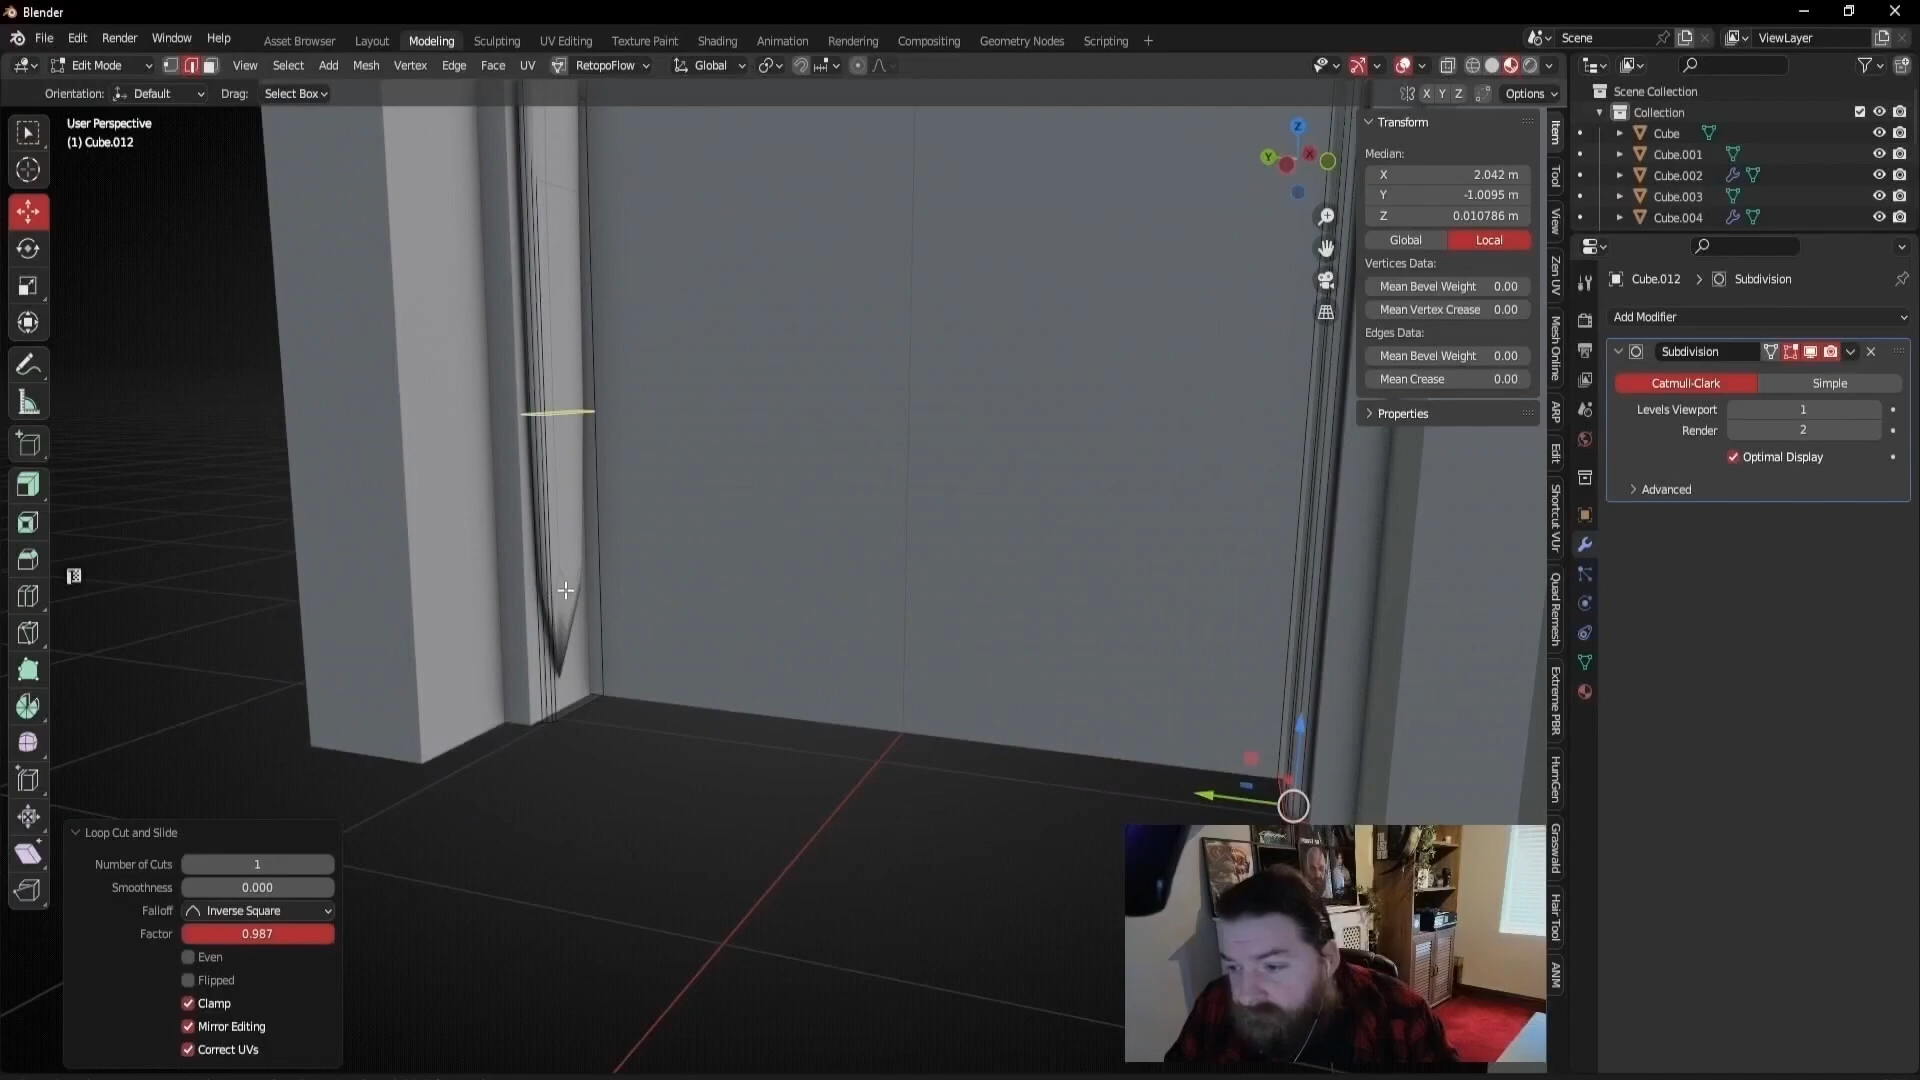 Blender
File Edit Render Window Help
Asset Browser Layout Modeling Sculpting UV Editing Texture Paint Shading Animation Rendering Compositing Geometry Nodes Scripting +
Scene
ViewLayer
Edit Mode View Select Add Mesh Vertex Edge Face UV RetopoFlow Global
Orientation: Default Drag: Select Box
X Y Z Options
User Perspective
(1) Cube.012
Z
Y
X
Transform
Median:
X 2.042 m
Y -1.0095 m
Z 0.010786 m
Global Local
Vertices Data:
Mean Bevel Weight 0.00
Mean Vertex Crease 0.00
Edges Data:
Mean Bevel Weight 0.00
Mean Crease 0.00
Properties
Item
Tool
View
Zen UV
Mesh Online
ARP
Edit
Shortcut VUr
Quad Remesh
Extreme PBR
HumGen
Graswald
Hair Tool
ANM
Scene Collection
Collection
Cube
Cube.001
Cube.002
Cube.003
Cube.004
Cube.012 > Subdivision
Add Modifier
Subdivision
Catmull-Clark Simple
Levels Viewport 1
Render 2
Optimal Display
Advanced
Loop Cut and Slide
Number of Cuts 1
Smoothness 0.000
Falloff Inverse Square
Factor 0.987
Even
Flipped
Clamp
Mirror Editing
Correct UVs